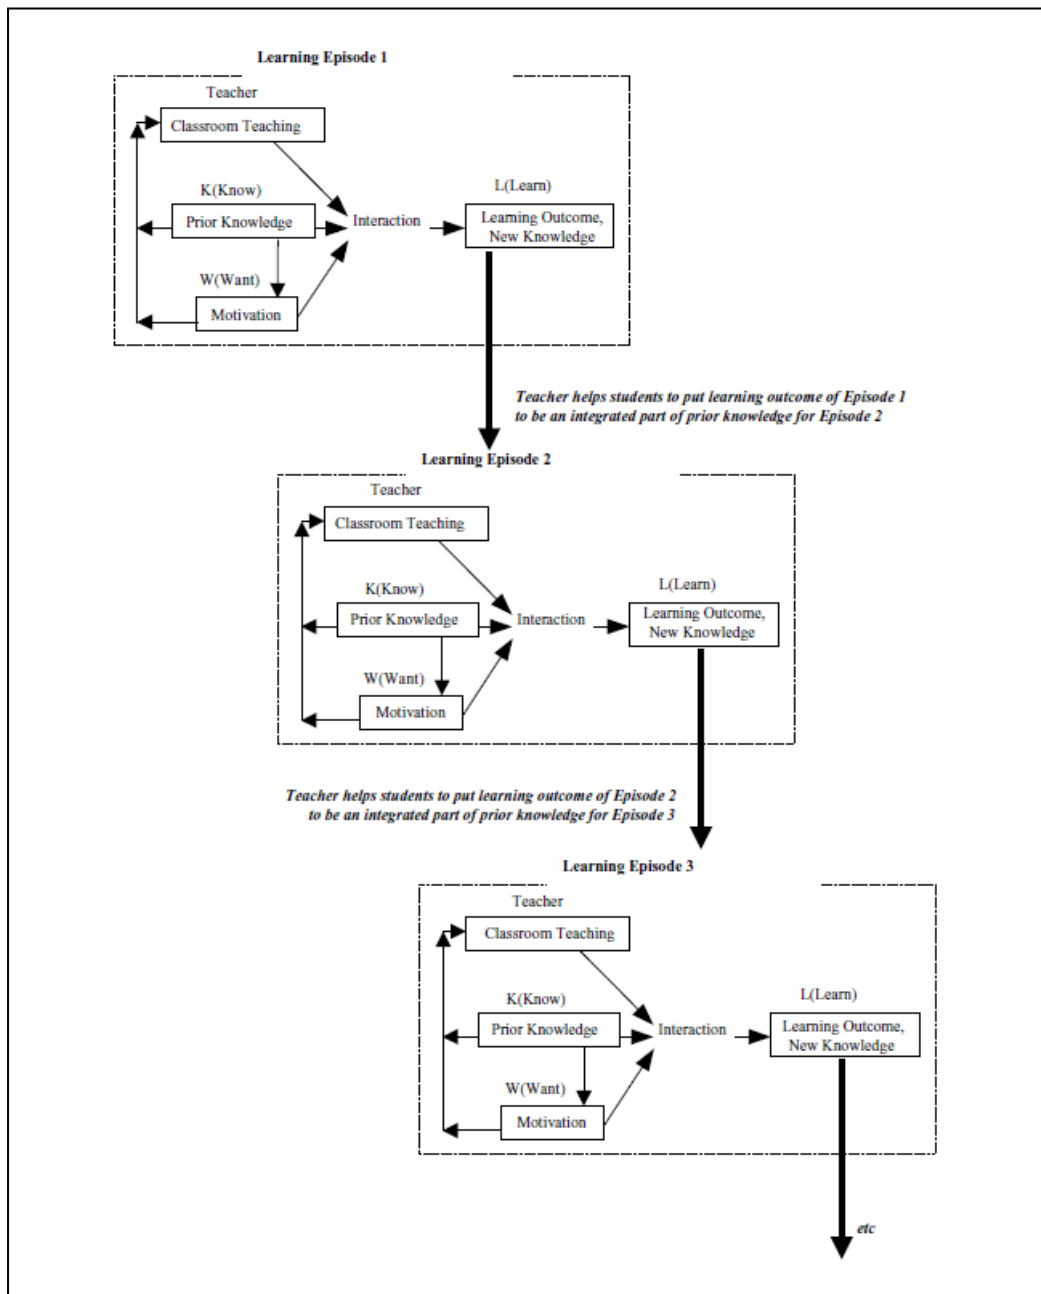 Learning Episode 1
Teacher
Classroom Teaching
K(Know)
Prior Knowledge
Interaction
L(Learn)
Learning Outcome,
New Knowledge
W(Want)
Motivation
Teacher helps students to put learning outcome of Episode 1
to be an integrated part of prior knowledge for Episode 2
Learning Episode 2
Teacher
Classroom Teaching
K(Know)
Prior Knowledge
Interaction
L(Learn)
Learning Outcome,
New Knowledge
W(Want)
Motivation
Teacher helps students to put learning outcome of Episode 2
to be an integrated part of prior knowledge for Episode 3
Learning Episode 3
Teacher
Classroom Teaching
K(Know)
Prior Knowledge
Interaction
L(Learn)
Learning Outcome,
New Knowledge
W(Want)
Motivation
etc